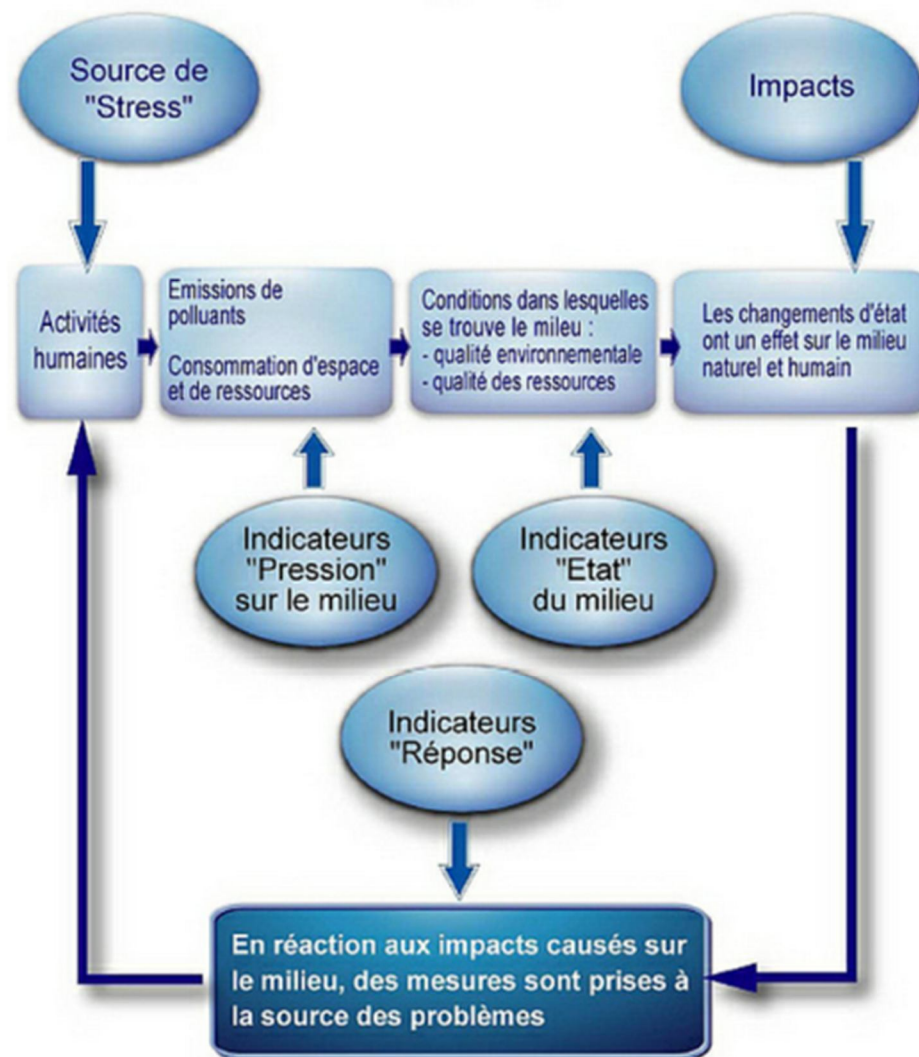 Source de
"Stress"
Impacts
Activités
humaines
Emissions de
polluants
Consommation d'espace
et de ressources
Conditions dans lesquelles
se trouve le mileu :
- qualité environnementale
- qualité des ressources
Les changements d'état
ont un effet sur le milieu
naturel et humain
Indicateurs
"Pression"
sur le milieu
Indicateurs
"Etat"
du milieu
Indicateurs
"Réponse"
En réaction aux impacts causés sur
le milieu, des mesures sont prises à
la source des problèmes